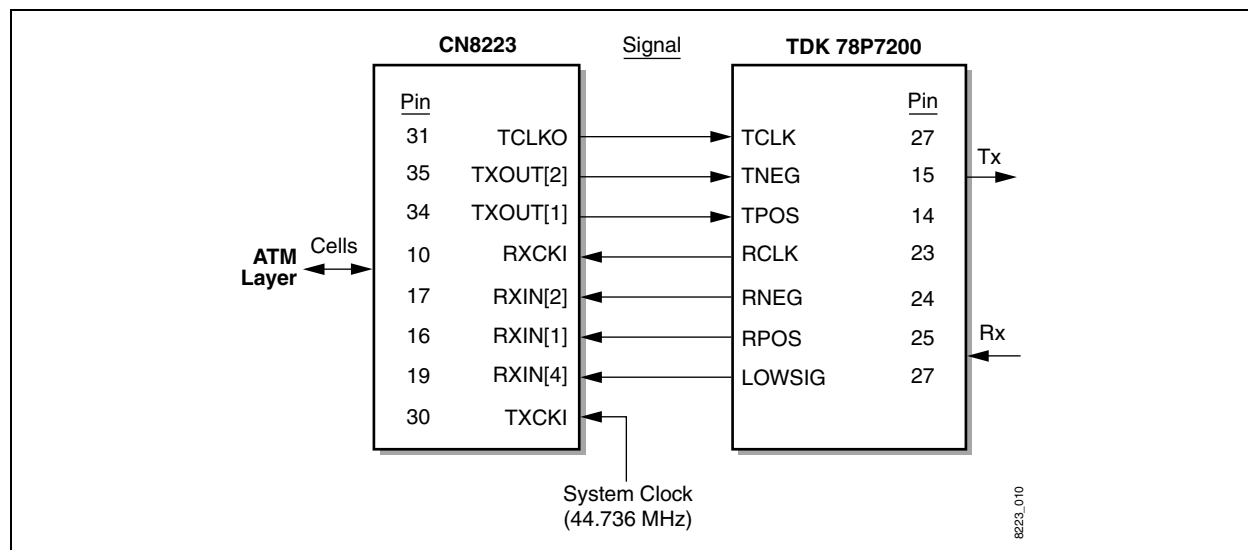 CN8223 Signal TDK 78P7200
Pin Pin
31 TCLKO TCLK 27
Tx
35 TXOUT[2] TNEG 15
34 TXOUT[1] TPOS 14
Cells
ATM
Layer
10 RXCKI RCLK 23
17 RXIN[2] RNEG 24
Rx
16 RXIN[1] RPOS 25
19 RXIN[4] LOWSIG 27
30 TXCKI
System Clock
(44.736 MHz)
8223_010